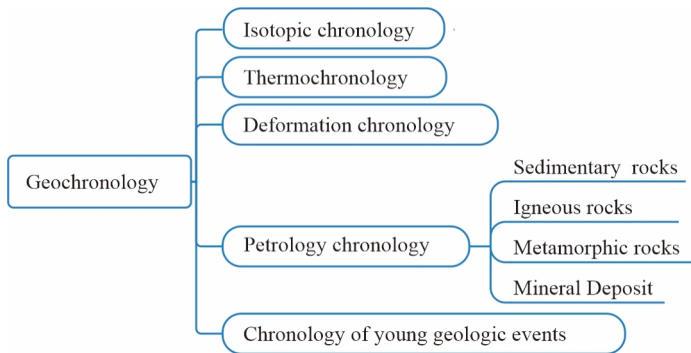 Isotopic chronology
Thermochronology
Deformation chronology
Geochronology
Petrology chronology
Sedimentary rocks
Igneous rocks
Metamorphic rocks
Mineral Deposit
Chronology of young geologic events